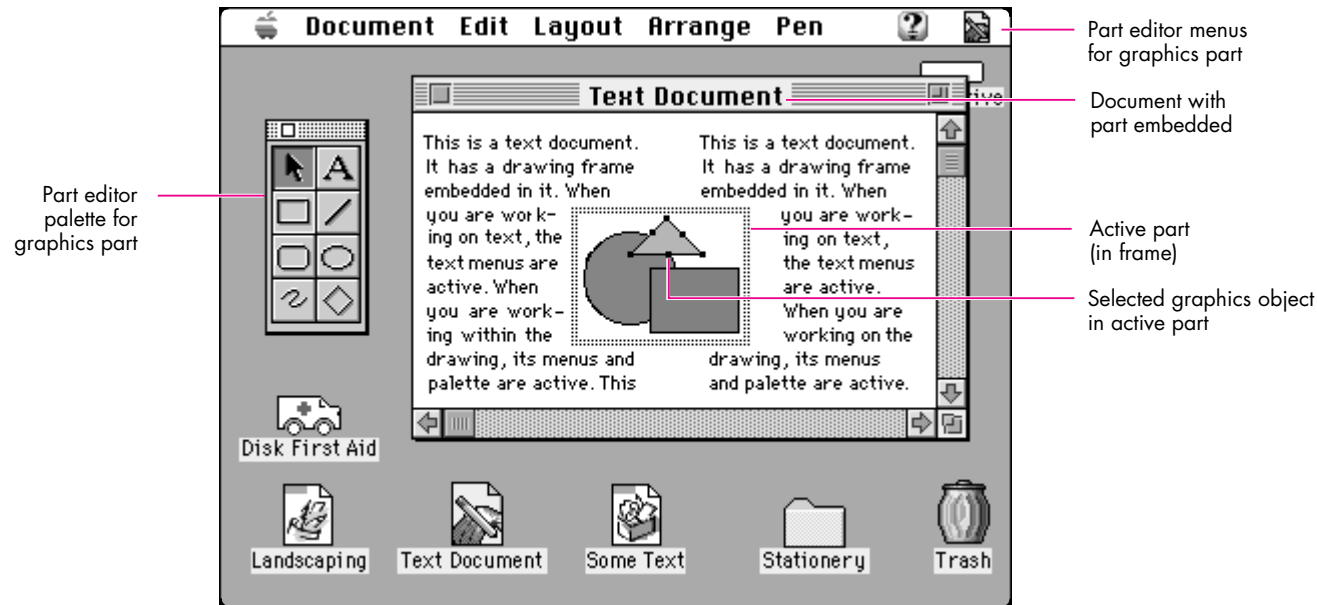 Document Edit Layout Arrange Pen
Part editor menus
for graphics part
Text Document
Document with
part embedded
ive
A
This is a text document.
It has a drawing frame
embedded in it. When
you are work-
ing on text, the
text menus are
active. When
you are work-
ing within the
drawing, its menus and
palette are active. This
This is a text document.
It has a drawing frame
embedded in it. When
you are work-
ing on text,
the text menus
are active.
When you are
working on the
drawing, its menus
and palette are active.
Part editor
palette for
graphics part
Active part
(in frame)
Selected graphics object
in active part
Disk First Aid
Landscaping
Text Document
Some Text
Stationery
Trash